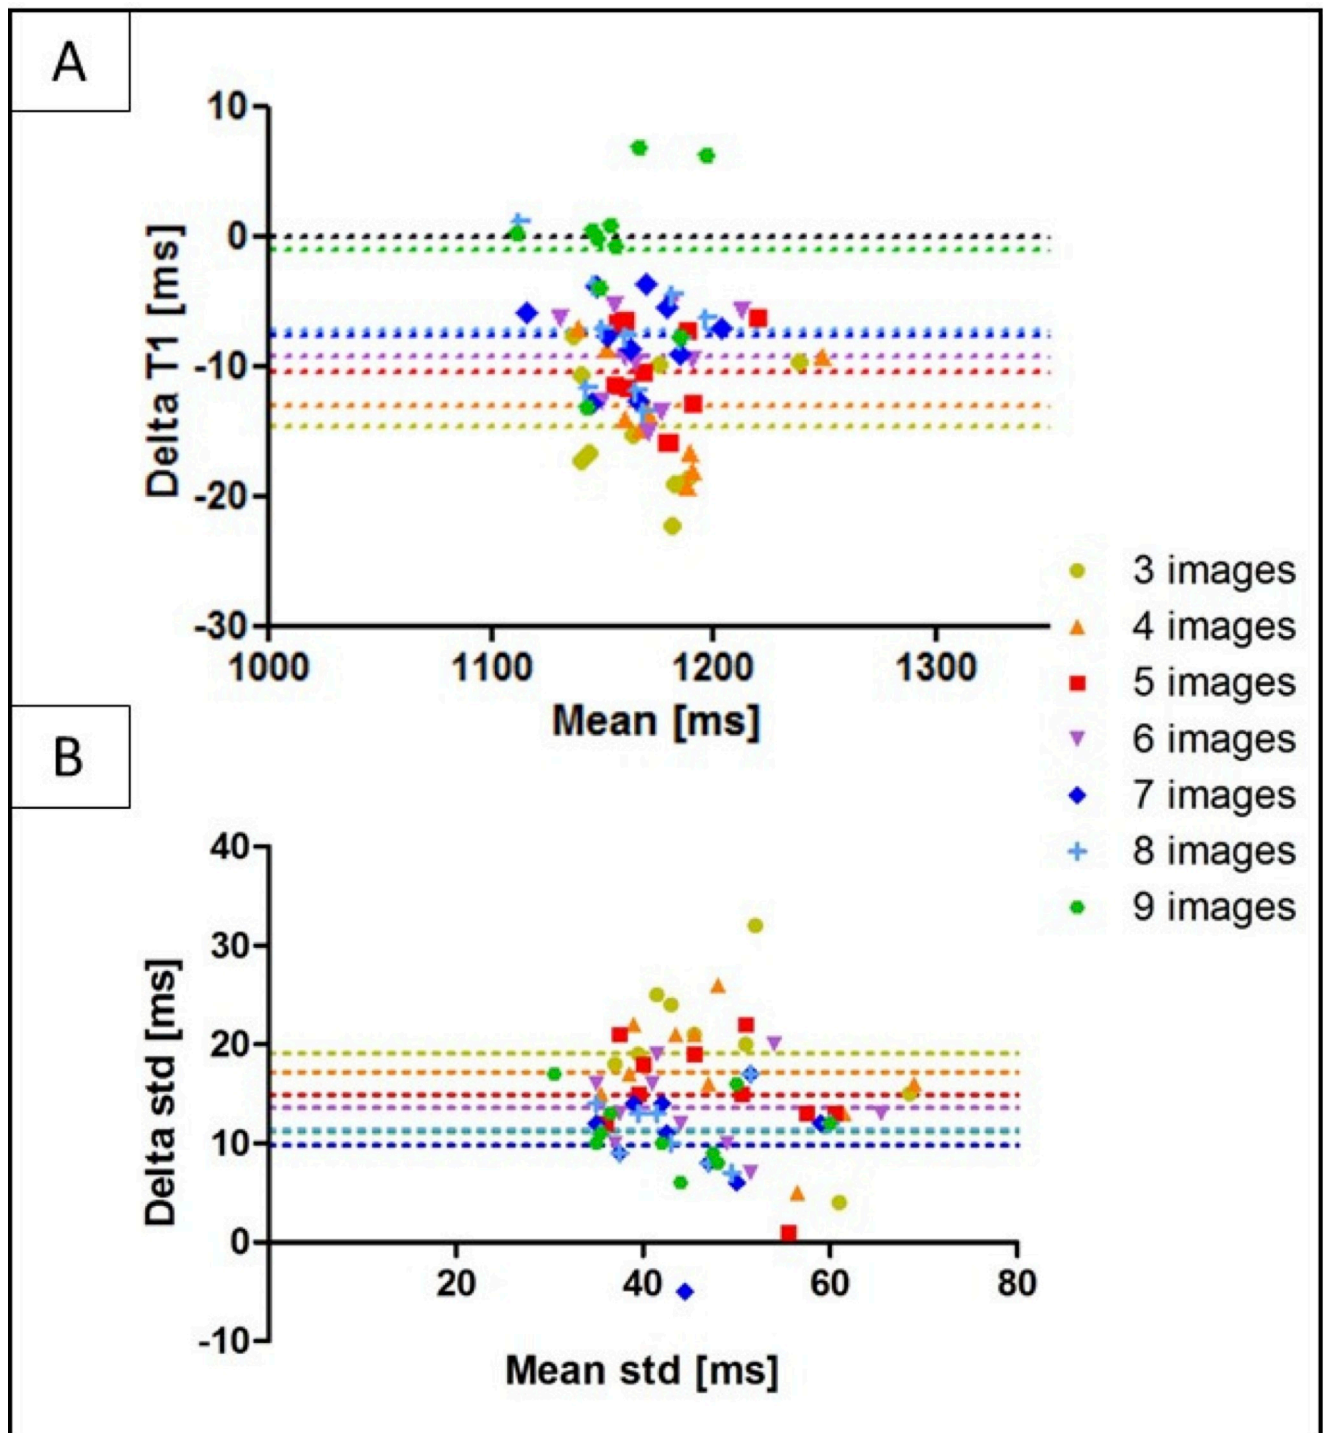 A
10
0
-10
-20
-30
Delta T1 [ms]
1000 1100 1200 1300
Mean [ms]
3 images
4 images
5 images
6 images
7 images
8 images
9 images
B
40
30
20
10
0
-10
Delta std [ms]
20 40 60 80
Mean std [ms]